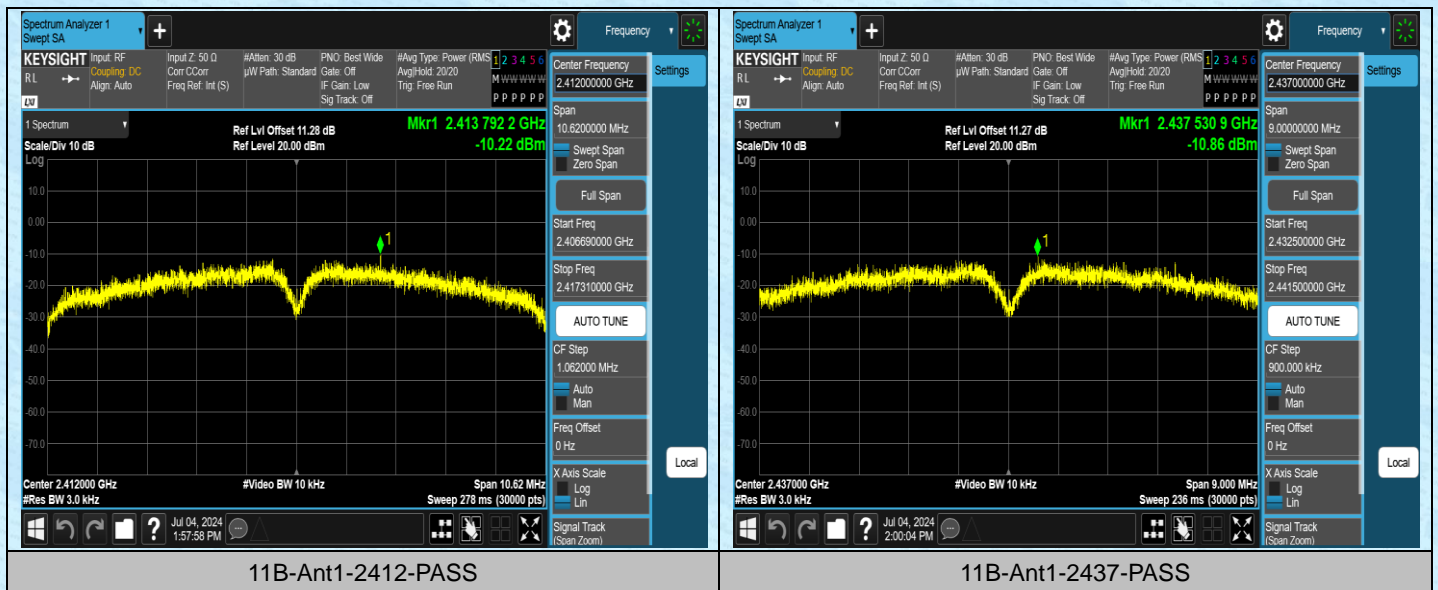 Spectrum Analyzer 1
Swept SA
+
Frequency
KEYSIGHT
RL
LXI
Input: RF
Coupling: DC
Align: Auto
Input Z: 50 Ω
Corr CCorr
Freq Ref: Int (S)
#Atten: 30 dB
µW Path: Standard
PNO: Best Wide
Gate: Off
IF Gain: Low
Sig Track: Off
#Avg Type: Power (RMS
Avg|Hold: 20/20
Trig: Free Run
1 2 3 4 5 6
M W W W W W
P P P P P P
Center Frequency
2.412000000 GHz
Settings
Span
10.6200000 MHz
Swept Span
Zero Span
Full Span
Start Freq
2.406690000 GHz
Stop Freq
2.417310000 GHz
AUTO TUNE
CF Step
1.062000 MHz
Auto
Man
Freq Offset
0 Hz
X Axis Scale
Log
Lin
Signal Track
(Span Zoom)
Local
1 Spectrum
Scale/Div 10 dB
Log
Ref Lvl Offset 11.28 dB
Ref Level 20.00 dBm
Mkr1 2.413 792 2 GHz
-10.22 dBm
10.0
0.00
-10.0
-20.0
-30.0
-40.0
-50.0
-60.0
-70.0
1
Center 2.412000 GHz
#Res BW 3.0 kHz
#Video BW 10 kHz
Span 10.62 MHz
Sweep 278 ms (30000 pts)
?
Jul 04, 2024
1:57:58 PM
11B-Ant1-2412-PASS
Spectrum Analyzer 1
Swept SA
+
Frequency
KEYSIGHT
RL
LXI
Input: RF
Coupling: DC
Align: Auto
Input Z: 50 Ω
Corr CCorr
Freq Ref: Int (S)
#Atten: 30 dB
µW Path: Standard
PNO: Best Wide
Gate: Off
IF Gain: Low
Sig Track: Off
#Avg Type: Power (RMS
Avg|Hold: 20/20
Trig: Free Run
1 2 3 4 5 6
M W W W W W
P P P P P P
Center Frequency
2.437000000 GHz
Settings
Span
9.00000000 MHz
Swept Span
Zero Span
Full Span
Start Freq
2.432500000 GHz
Stop Freq
2.441500000 GHz
AUTO TUNE
CF Step
900.000 kHz
Auto
Man
Freq Offset
0 Hz
X Axis Scale
Log
Lin
Signal Track
(Span Zoom)
Local
1 Spectrum
Scale/Div 10 dB
Log
Ref Lvl Offset 11.27 dB
Ref Level 20.00 dBm
Mkr1 2.437 530 9 GHz
-10.86 dBm
10.0
0.00
-10.0
-20.0
-30.0
-40.0
-50.0
-60.0
-70.0
1
Center 2.437000 GHz
#Res BW 3.0 kHz
#Video BW 10 kHz
Span 9.000 MHz
Sweep 236 ms (30000 pts)
?
Jul 04, 2024
2:00:04 PM
11B-Ant1-2437-PASS